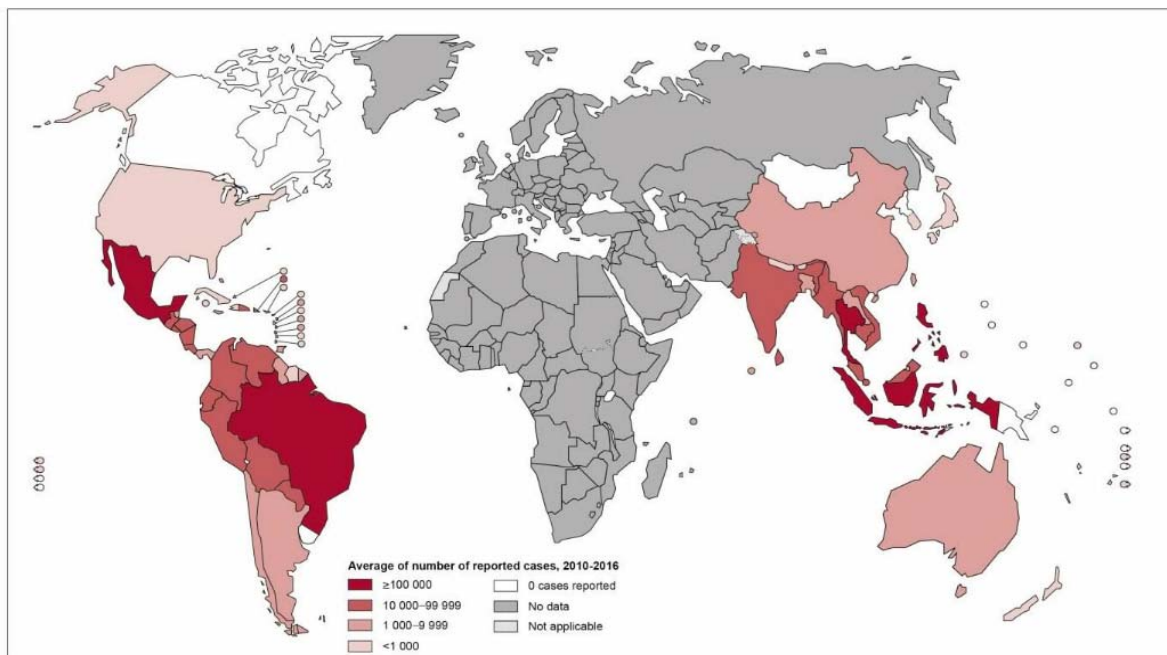 Average of number of reported cases, 2010-2016
≥100 000
10 000–99 999
1 000–9 999
<1 000
0 cases reported
No data
Not applicable